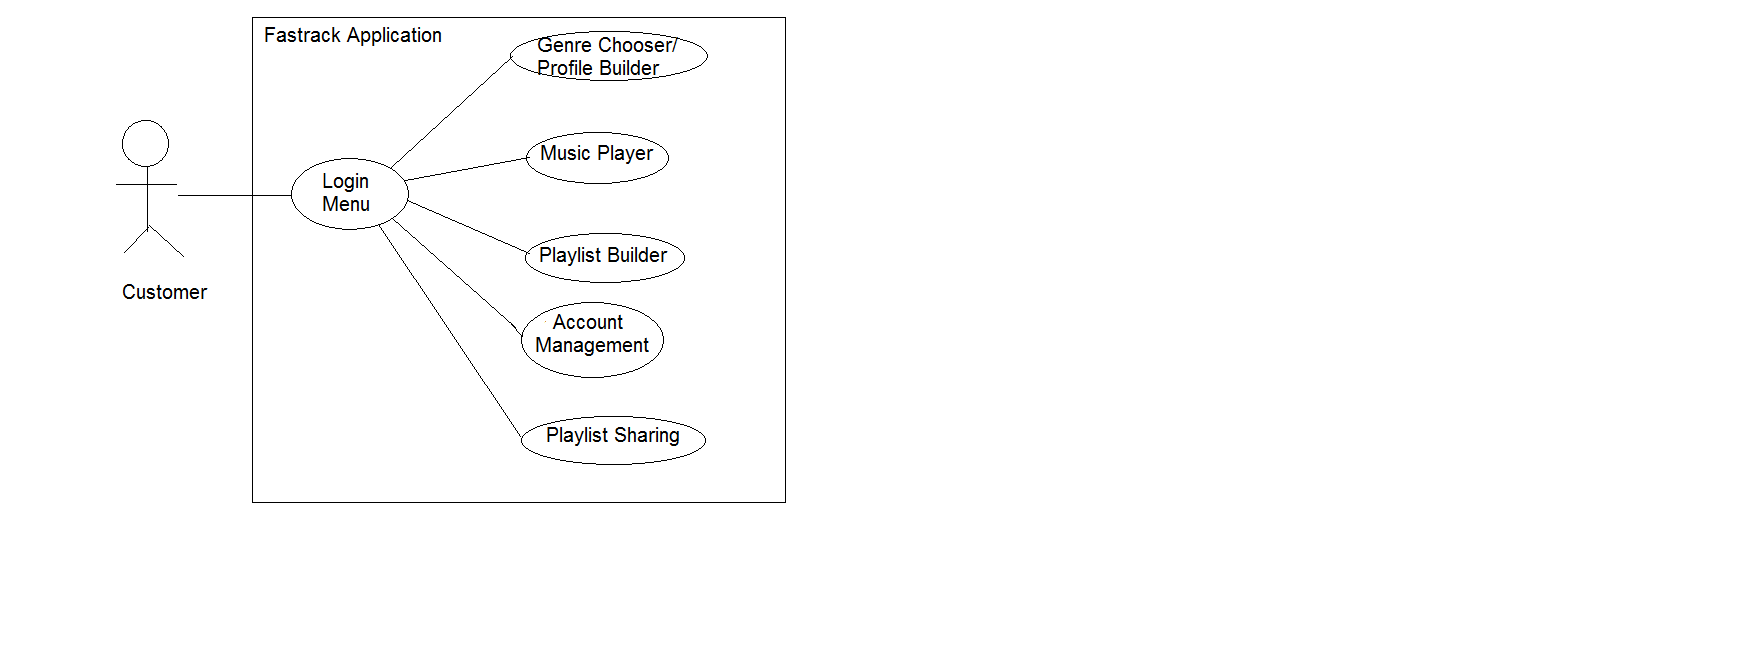 Fastrack Application
Genre Chooser/
Profile Builder
Music Player
Login
Menu
Playlist Builder
Customer
Account
Management
Playlist Sharing